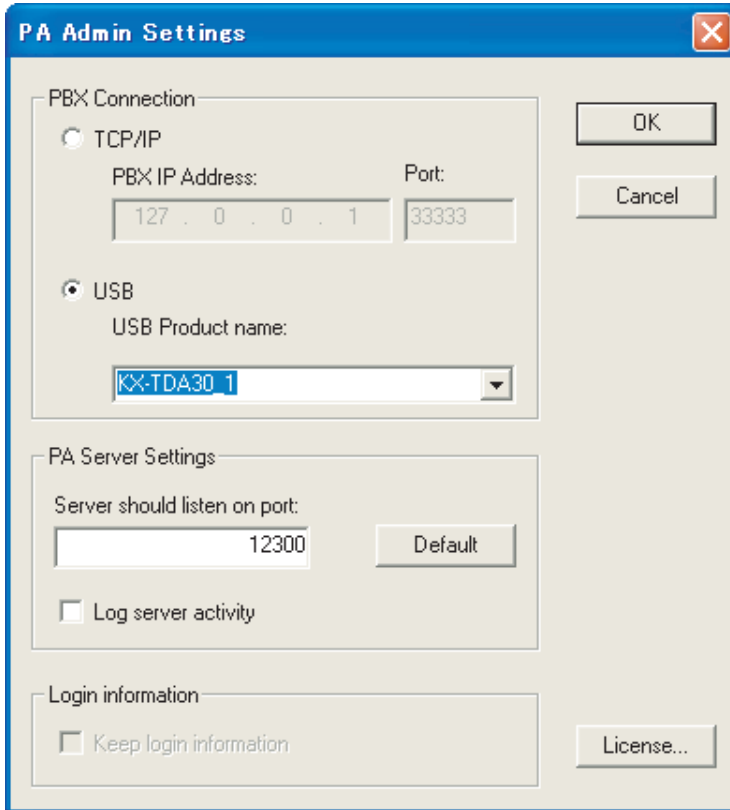 PA Admin Settings
PBX Connection
TCP/IP
PBX IP Address: Port:
127 . 0 . 0 . 1 33333
USB
USB Product name:
KX-TDA30_1
PA Server Settings
Server should listen on port:
12300 Default
Log server activity
Login information
Keep login information
OK
Cancel
License...